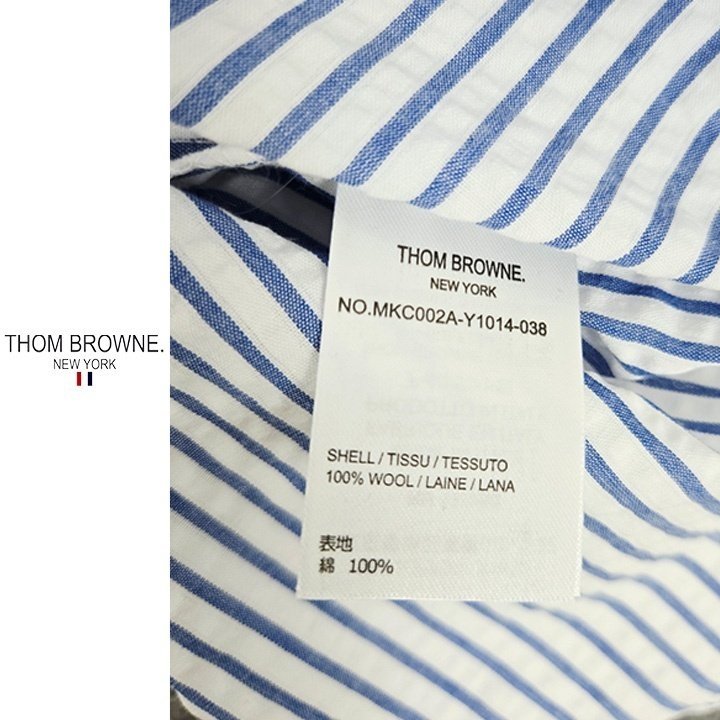 THOM BROWNE.
NEW YORK
THOM BROWNE.
NEW YORK
NO.MKC002A-Y1014-038
SHELL / TISSU / TESSUTO
100% WOOL / LAINE / LANA
表地
綿 100%